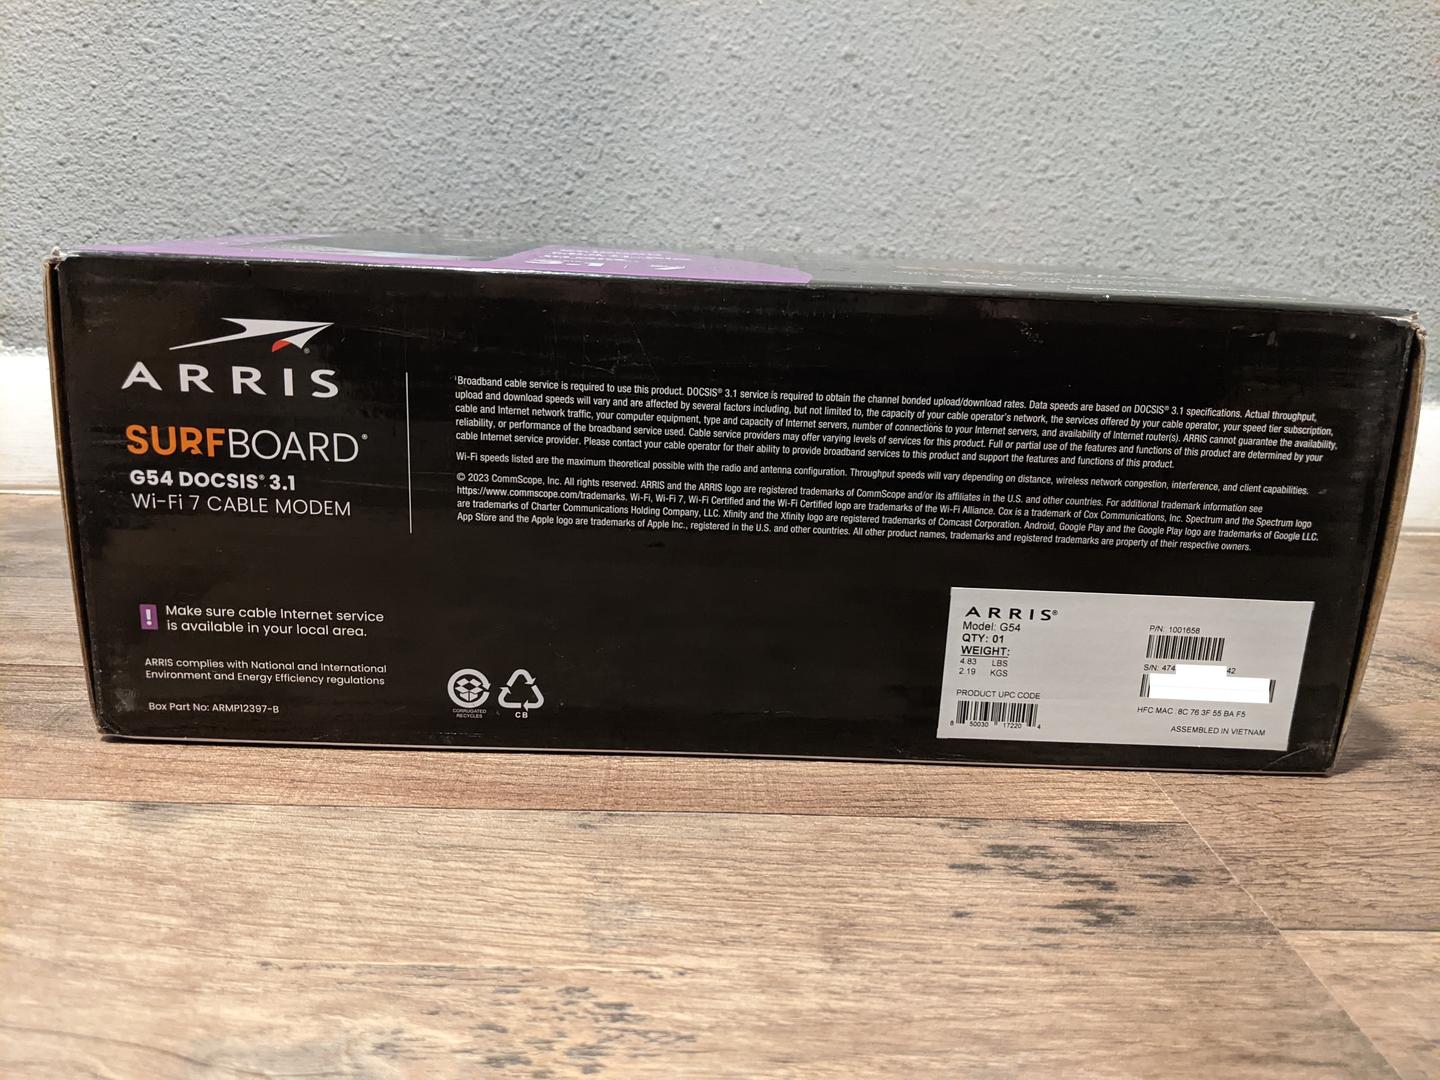 ARRIS
SURFBOARD®
G54 DOCSIS® 3.1
Wi-Fi 7 CABLE MODEM
! Make sure cable Internet service
is available in your local area.
ARRIS complies with National and International
Environment and Energy Efficiency regulations
Box Part No: ARMP12397-B
¹Broadband cable service is required to use this product. DOCSIS® 3.1 service is required to obtain the channel bonded upload/download rates. Data speeds are based on DOCSIS® 3.1 specifications. Actual throughput,
upload and download speeds will vary and are affected by several factors including, but not limited to, the capacity of your cable operator's network, the services offered by your cable operator, your speed tier subscription,
cable and Internet network traffic, your computer equipment, type and capacity of Internet servers, number of connections to your Internet servers, and availability of Internet router(s). ARRIS cannot guarantee the availability,
reliability, or performance of the broadband service used. Cable service providers may offer varying levels of services for this product. Full or partial use of the features and functions of this product are determined by your
cable Internet service provider. Please contact your cable operator for their ability to provide broadband services to this product and support the features and functions of this product.
Wi-Fi speeds listed are the maximum theoretical possible with the radio and antenna configuration. Throughput speeds will vary depending on distance, wireless network congestion, interference, and client capabilities.
© 2023 CommScope, Inc. All rights reserved. ARRIS and the ARRIS logo are registered trademarks of CommScope and/or its affiliates in the U.S. and other countries. For additional trademark information see
https://www.commscope.com/trademarks. Wi-Fi, Wi-Fi 7, Wi-Fi Certified and the Wi-Fi Certified logo are trademarks of the Wi-Fi Alliance. Cox is a trademark of Cox Communications, Inc. Spectrum and the Spectrum logo
are trademarks of Charter Communications Holding Company, LLC. Xfinity and the Xfinity logo are registered trademarks of Comcast Corporation. Android, Google Play and the Google Play logo are trademarks of Google LLC.
App Store and the Apple logo are trademarks of Apple Inc., registered in the U.S. and other countries. All other product names, trademarks and registered trademarks are property of their respective owners.
CORRUGATED
RECYCLES
CB
ARRIS®
Model: G54
QTY: 01
WEIGHT:
4.83 LBS
2.19 KGS
PRODUCT UPC CODE
8 50030 17220 4
P/N: 1001658
S/N: 474 42
HFC MAC 8C 76 3F 55 BA F5
ASSEMBLED IN VIETNAM